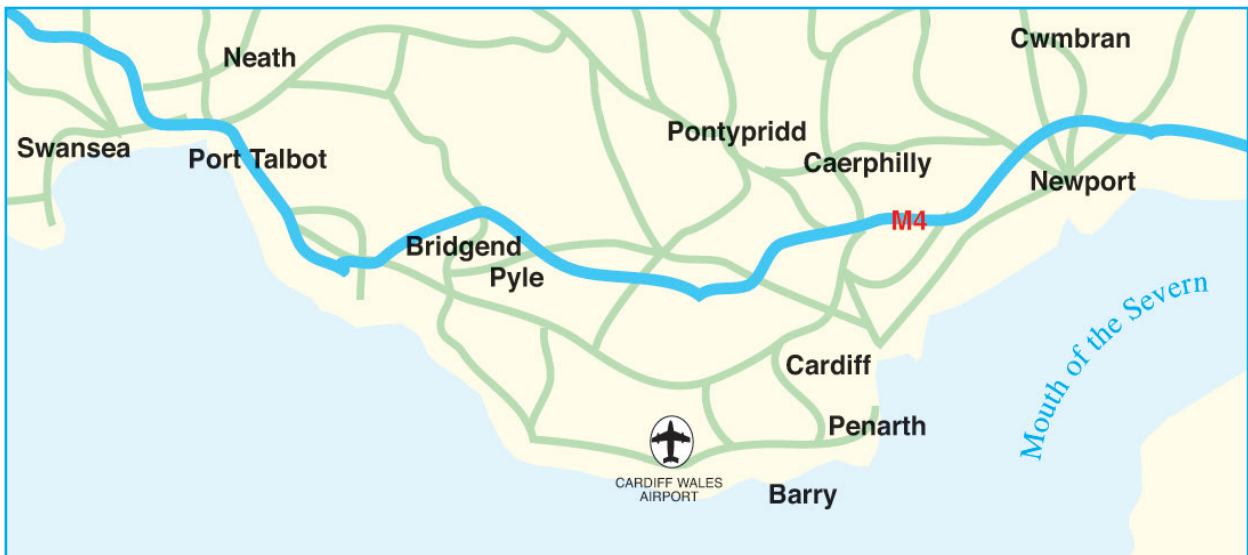 Cwmbran
Neath
Pontypridd
Swansea
Port Talbot
Caerphilly
Newport
M4
Bridgend
Pyle
Mouth of the Severn
Cardiff
Penarth
CARDIFF WALES
AIRPORT
Barry